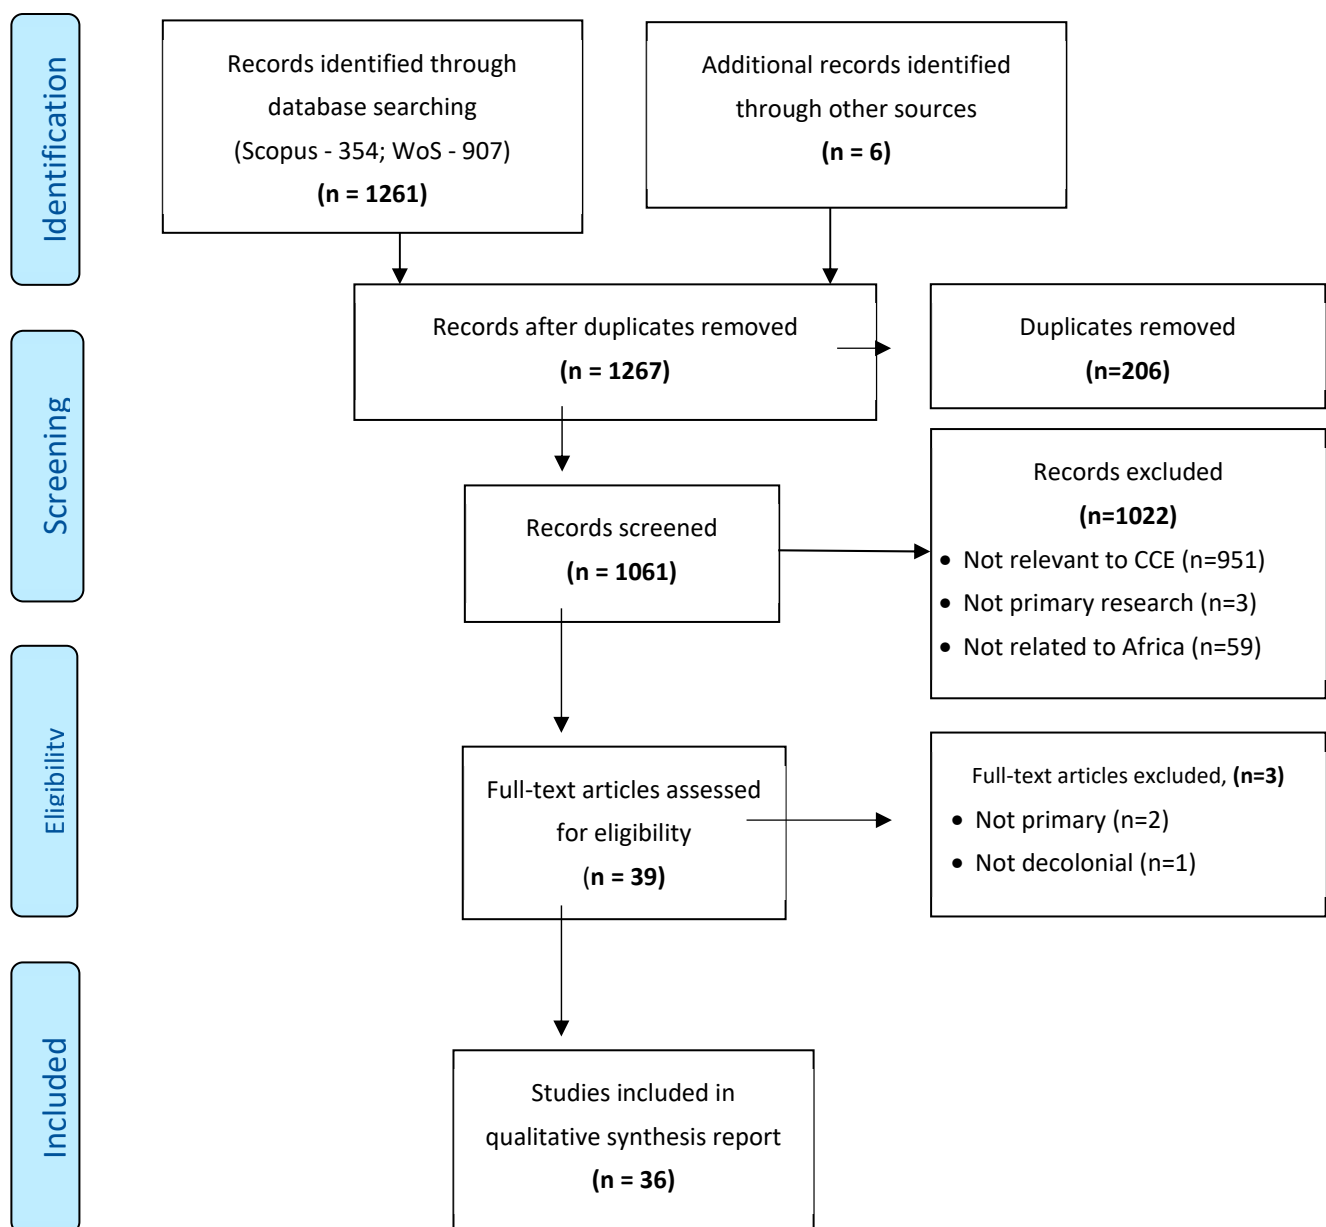 Identification
Records identified through
database searching
(Scopus - 354; WoS - 907)
(n = 1261)
Additional records identified
through other sources
(n = 6)
Screening
Records after duplicates removed
(n = 1267)
Duplicates removed
(n=206)
Records screened
(n = 1061)
Records excluded
(n=1022)
• Not relevant to CCE (n=951)
• Not primary research (n=3)
• Not related to Africa (n=59)
Eligibility
Full-text articles assessed
for eligibility
(n = 39)
Full-text articles excluded, (n=3)
• Not primary (n=2)
• Not decolonial (n=1)
Included
Studies included in
qualitative synthesis report
(n = 36)